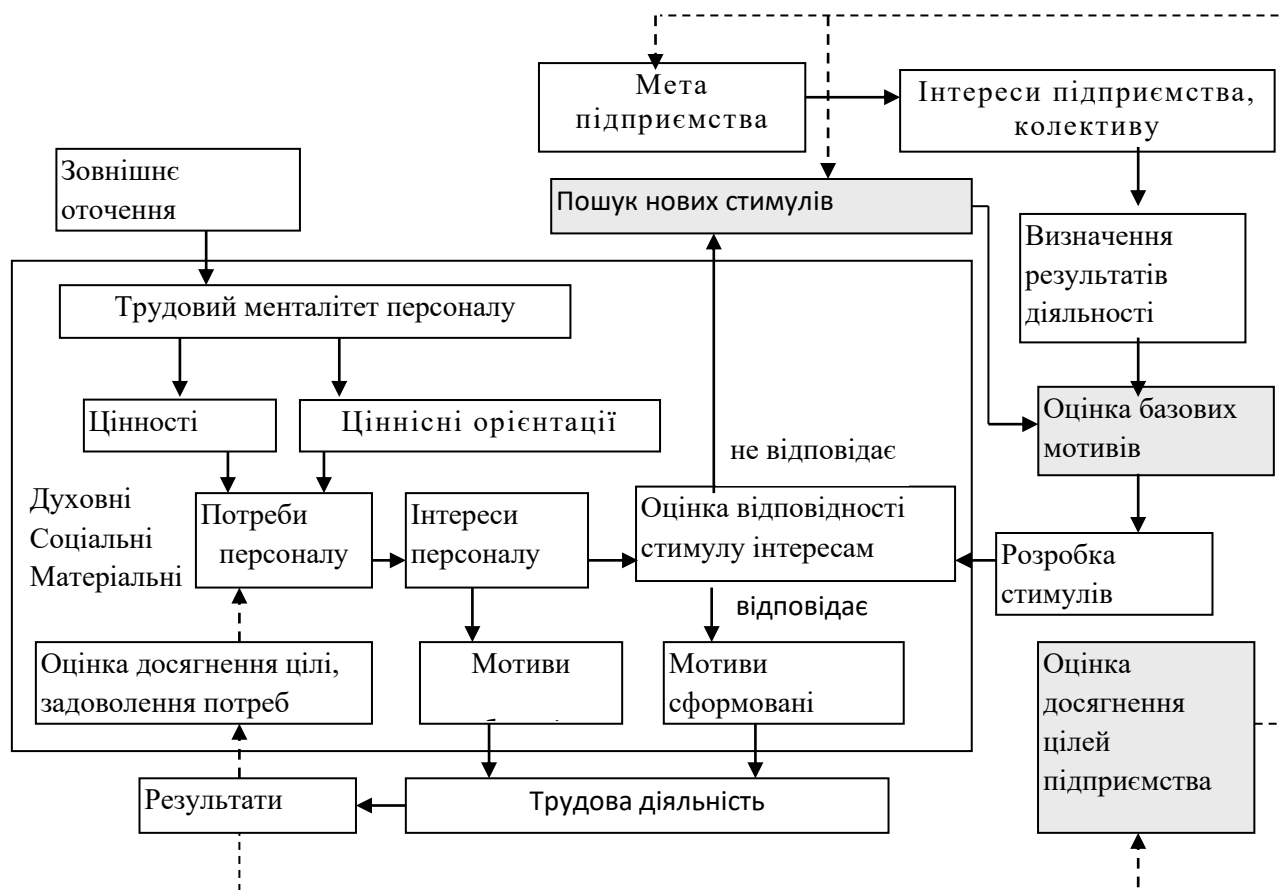 Мета
підприємства
Інтереси підприємства,
колективу
Зовнішнє
оточення
Пошук нових стимулів
Визначення
результатів
діяльності
Трудовий менталітет персоналу
Цінності
Ціннісні орієнтації
Оцінка базових
мотивів
не відповідає
Духовні
Соціальні
Матеріальні
Потреби
персоналу
Інтереси
персоналу
Оцінка відповідності
стимулу інтересам
Розробка
стимулів
відповідає
Оцінка досягнення цілі,
задоволення потреб
Мотиви
Мотиви
сформовані
Оцінка
досягнення
цілей
підприємства
Результати
Трудова діяльність